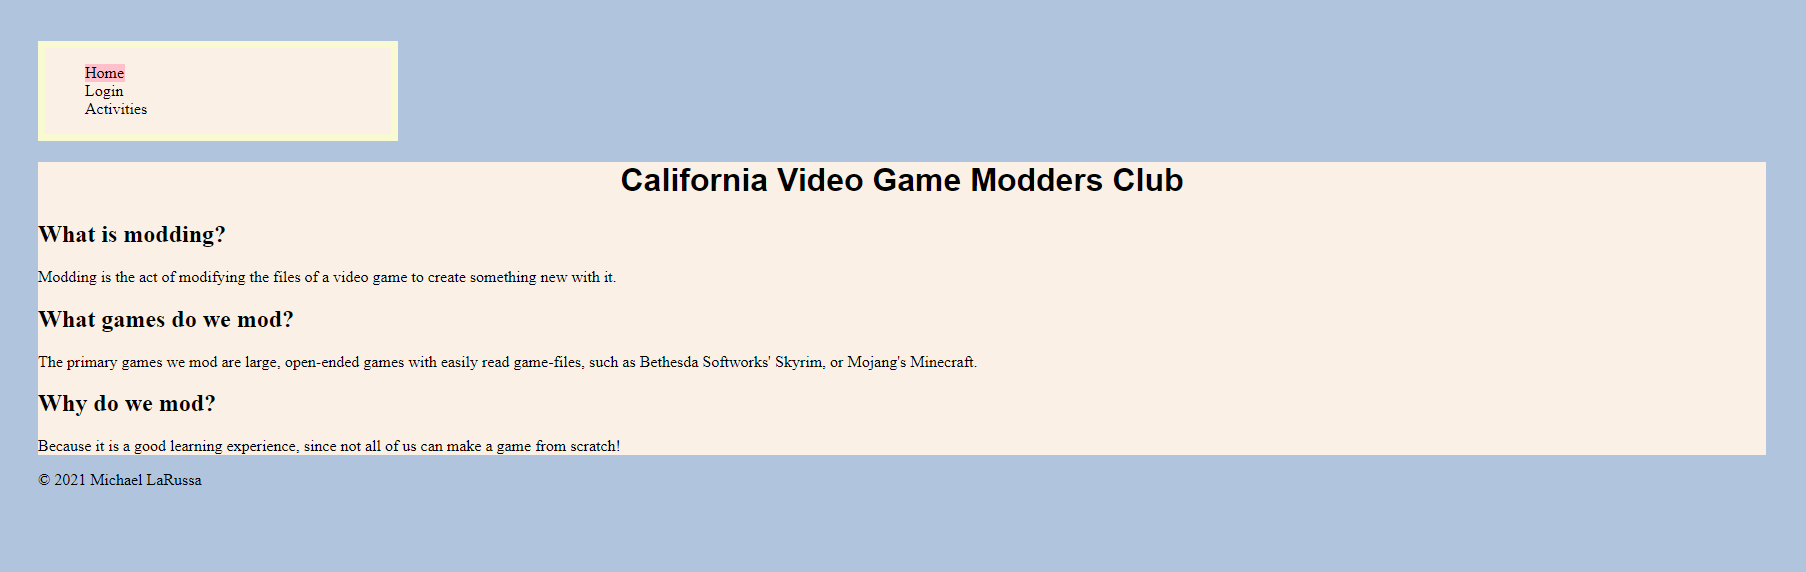 Home
Login
Activities
California Video Game Modders Club
What is modding?
Modding is the act of modifying the files of a video game to create something new with it.
What games do we mod?
The primary games we mod are large, open-ended games with easily read game-files, such as Bethesda Softworks' Skyrim, or Mojang's Minecraft.
Why do we mod?
Because it is a good learning experience, since not all of us can make a game from scratch!
© 2021 Michael LaRussa